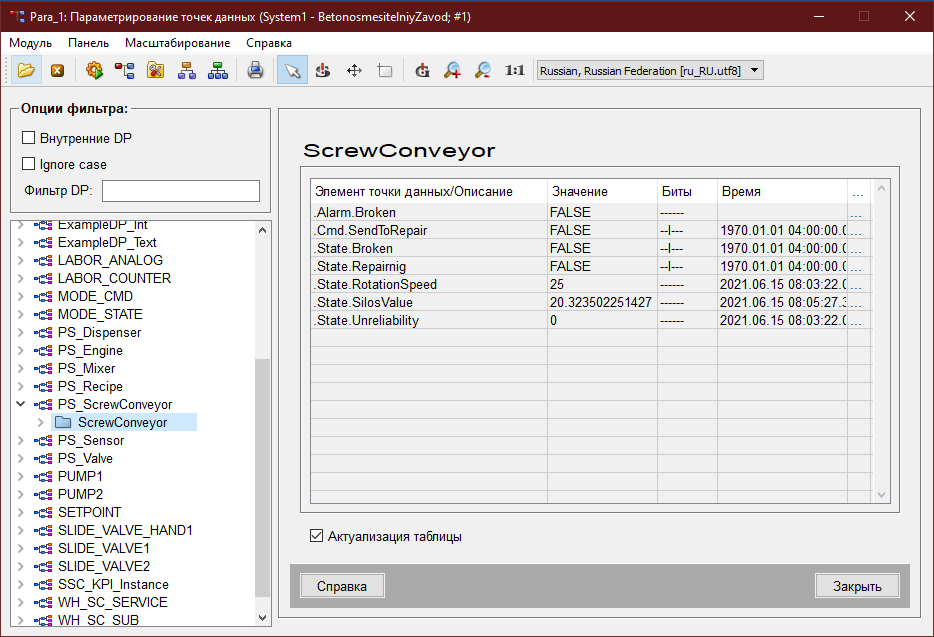 Para_1: Параметрирование точек данных (System1 - BetonosmesitelniyZavod; #1)
Модуль Панель Масштабирование Справка
1:1 Russian, Russian Federation [ru_RU.utf8]
Опции фильтра:
Внутренние DP
Ignore case
Фильтр DP:
ExampleDP_Int
ExampleDP_Text
LABOR_ANALOG
LABOR_COUNTER
MODE_CMD
MODE_STATE
PS_Dispenser
PS_Engine
PS_Mixer
PS_Recipe
PS_ScrewConveyor
ScrewConveyor
PS_Sensor
PS_Valve
PUMP1
PUMP2
SETPOINT
SLIDE_VALVE_HAND1
SLIDE_VALVE1
SLIDE_VALVE2
SSC_KPI_Instance
WH_SC_SERVICE
WH_SC_SUB
ScrewConveyor
Элемент точки данных/Описание Значение Биты Время ...
.Alarm.Broken FALSE ------ ...
.Cmd.SendToRepair FALSE --I--- 1970.01.01 04:00:00.0 ...
.State.Broken FALSE --I--- 1970.01.01 04:00:00.0 ...
.State.Repairnig FALSE --I--- 1970.01.01 04:00:00.0 ...
.State.RotationSpeed 25 ------ 2021.06.15 08:03:22.0 ...
.State.SilosValue 20.323502251427 ------ 2021.06.15 08:05:27.3 ...
.State.Unreliability 0 ------ 2021.06.15 08:03:22.0 ...
Актуализация таблицы
Справка Закрыть